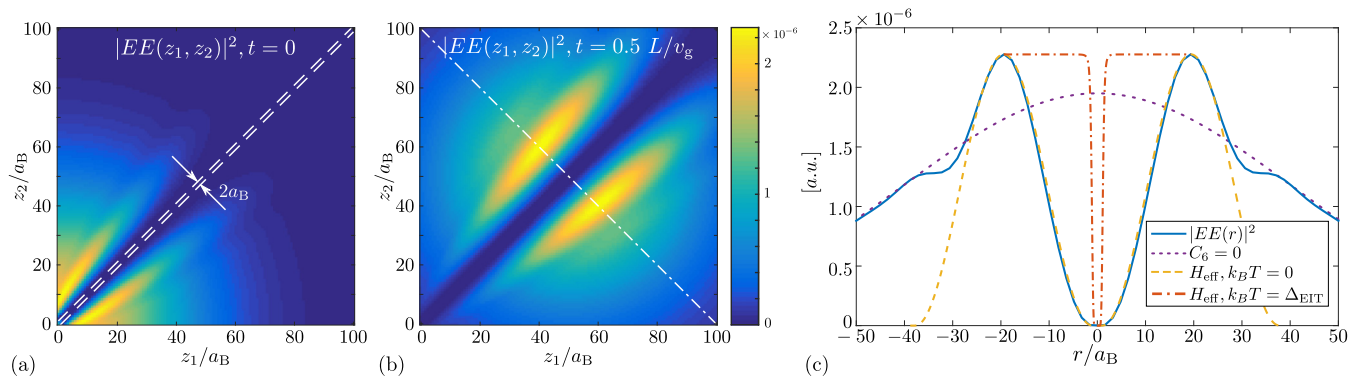 |EE(z₁, z₂)|², t = 0
2a_B
100
80
60
40
20
0
z₂/a_B
0 20 40 60 80 100
z₁/a_B
(a)
|EE(z₁, z₂)|², t = 0.5 L/v_g
100
80
60
40
20
0
z₂/a_B
0 20 40 60 80 100
z₁/a_B
(b)
× 10⁻⁶
2
1
0
2.5 × 10⁻⁶
2.0
1.5
1.0
0.5
0
[a.u.]
|EE(r)|²
C₆ = 0
H_eff, k_BT = 0
H_eff, k_BT = Δ_EIT
−50 −40 −30 −20 −10 0 10 20 30 40 50
r/a_B
(c)